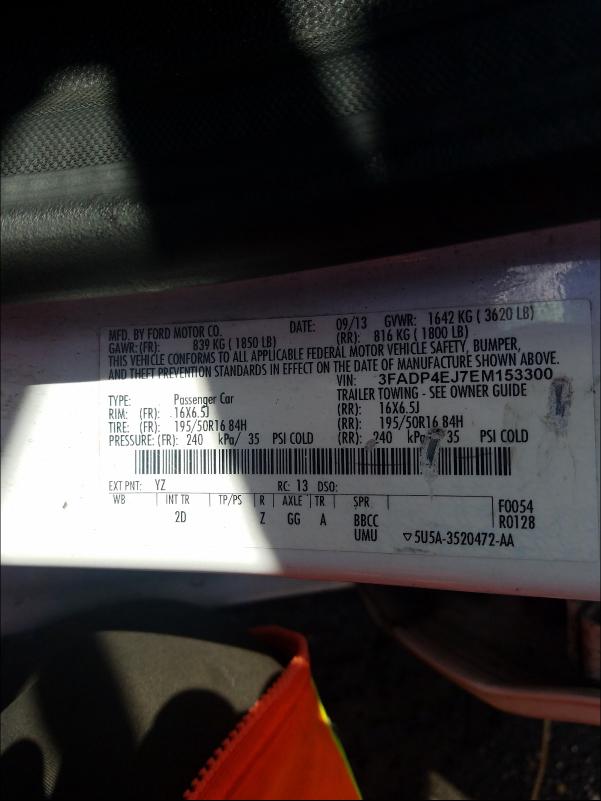 MFD. BY FORD MOTOR CO. DATE: 09/13 GVWR: 1642 KG ( 3620 LB)
GAWR:(FR): 839 KG ( 1850 LB) (RR): 816 KG ( 1800 LB)
THIS VEHICLE CONFORMS TO ALL APPLICABLE FEDERAL MOTOR VEHICLE SAFETY, BUMPER,
AND THEFT PREVENTION STANDARDS IN EFFECT ON THE DATE OF MANUFACTURE SHOWN ABOVE.
VIN: 3FADP4EJ7EM153300
TYPE: Passenger Car TRAILER TOWING - SEE OWNER GUIDE
RIM: (FR): 16X6.5J (RR): 16X6.5J
TIRE: (FR): 195/50R16 84H (RR): 195/50R16 84H
PRESSURE: (FR): 240 kPa/ 35 PSI COLD (RR): 240 kPa/ 35 PSI COLD
EXT PNT: YZ RC: 13 DSO:
WB INT TR TP/PS R AXLE TR SPR F0054
2D Z GG A BBCC R0128
UMU ▽5U5A-3520472-AA